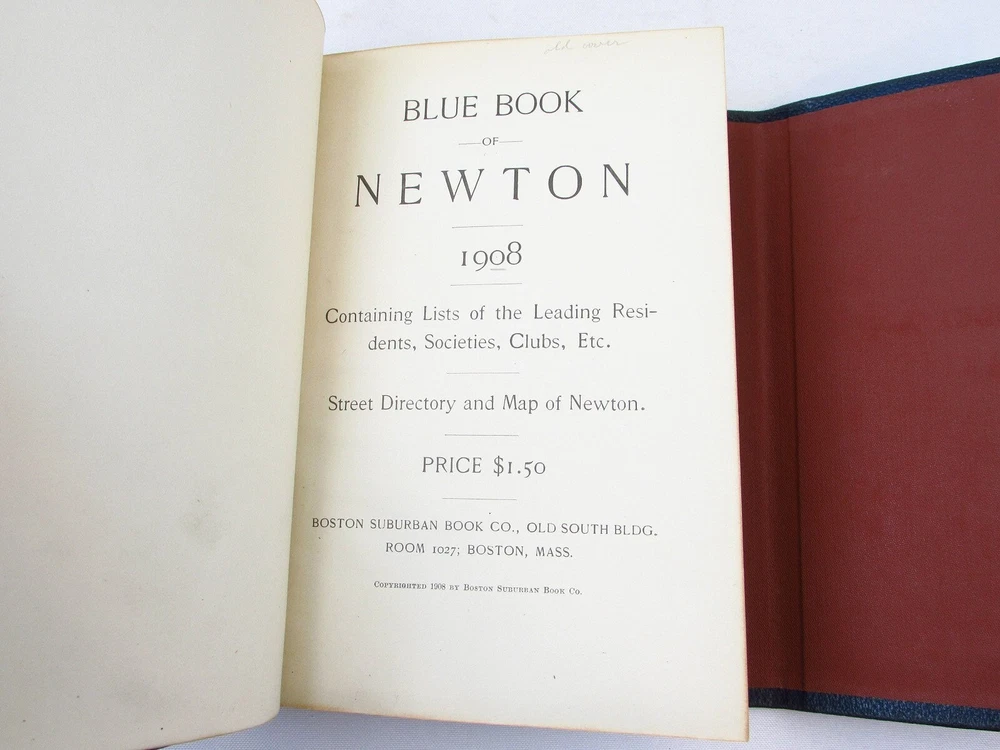 old cover
BLUE BOOK
OF
NEWTON
1908
Containing Lists of the Leading Resi-
dents, Societies, Clubs, Etc.
Street Directory and Map of Newton.
PRICE $1.50
BOSTON SUBURBAN BOOK CO., OLD SOUTH BLDG.
ROOM 1027; BOSTON, MASS.
COPYRIGHTED 1908 BY BOSTON SUBURBAN BOOK CO.